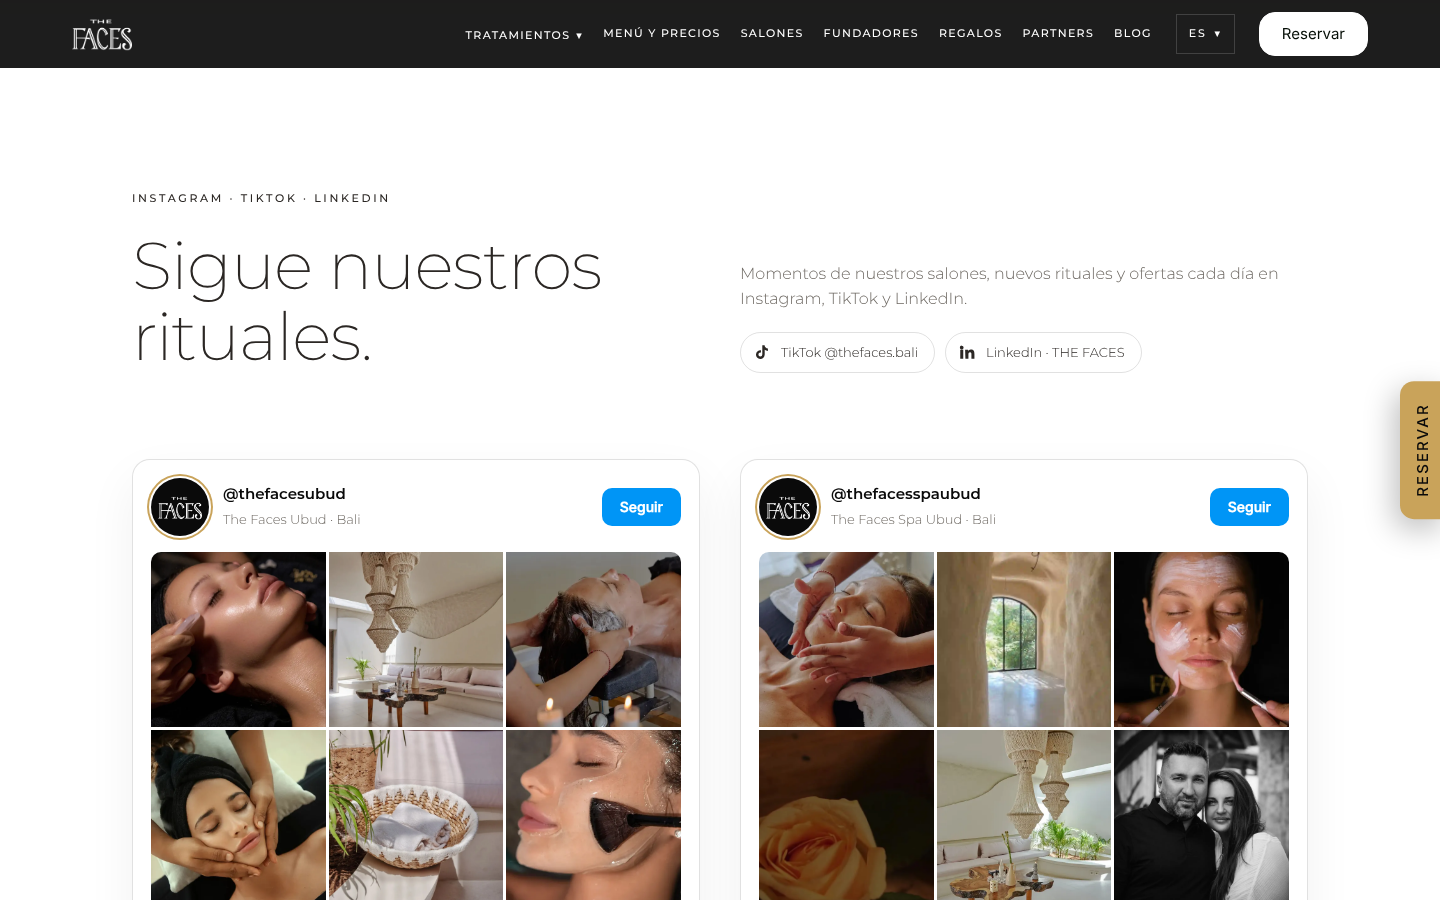 THE
FACES
TRATAMIENTOS ▾
MENÚ Y PRECIOS
SALONES
FUNDADORES
REGALOS
PARTNERS
BLOG
ES ▾
Reservar
INSTAGRAM · TIKTOK · LINKEDIN
Sigue nuestros
rituales.
Momentos de nuestros salones, nuevos rituales y ofertas cada día en
Instagram, TikTok y LinkedIn.
TikTok @thefaces.bali
LinkedIn · THE FACES
RESERVAR
THE
FACES
@thefacesubud
The Faces Ubud · Bali
Seguir
THE
FACES
@thefacesspaubud
The Faces Spa Ubud · Bali
Seguir